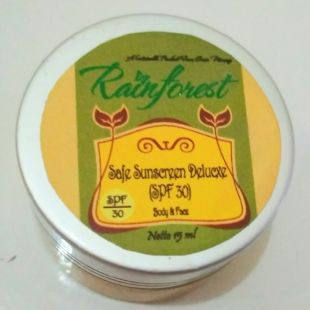 Rainforest
Safe Sunscreen Deluxe
(SPF 30)
SPF
30
Body & Face
Netto 15 ml